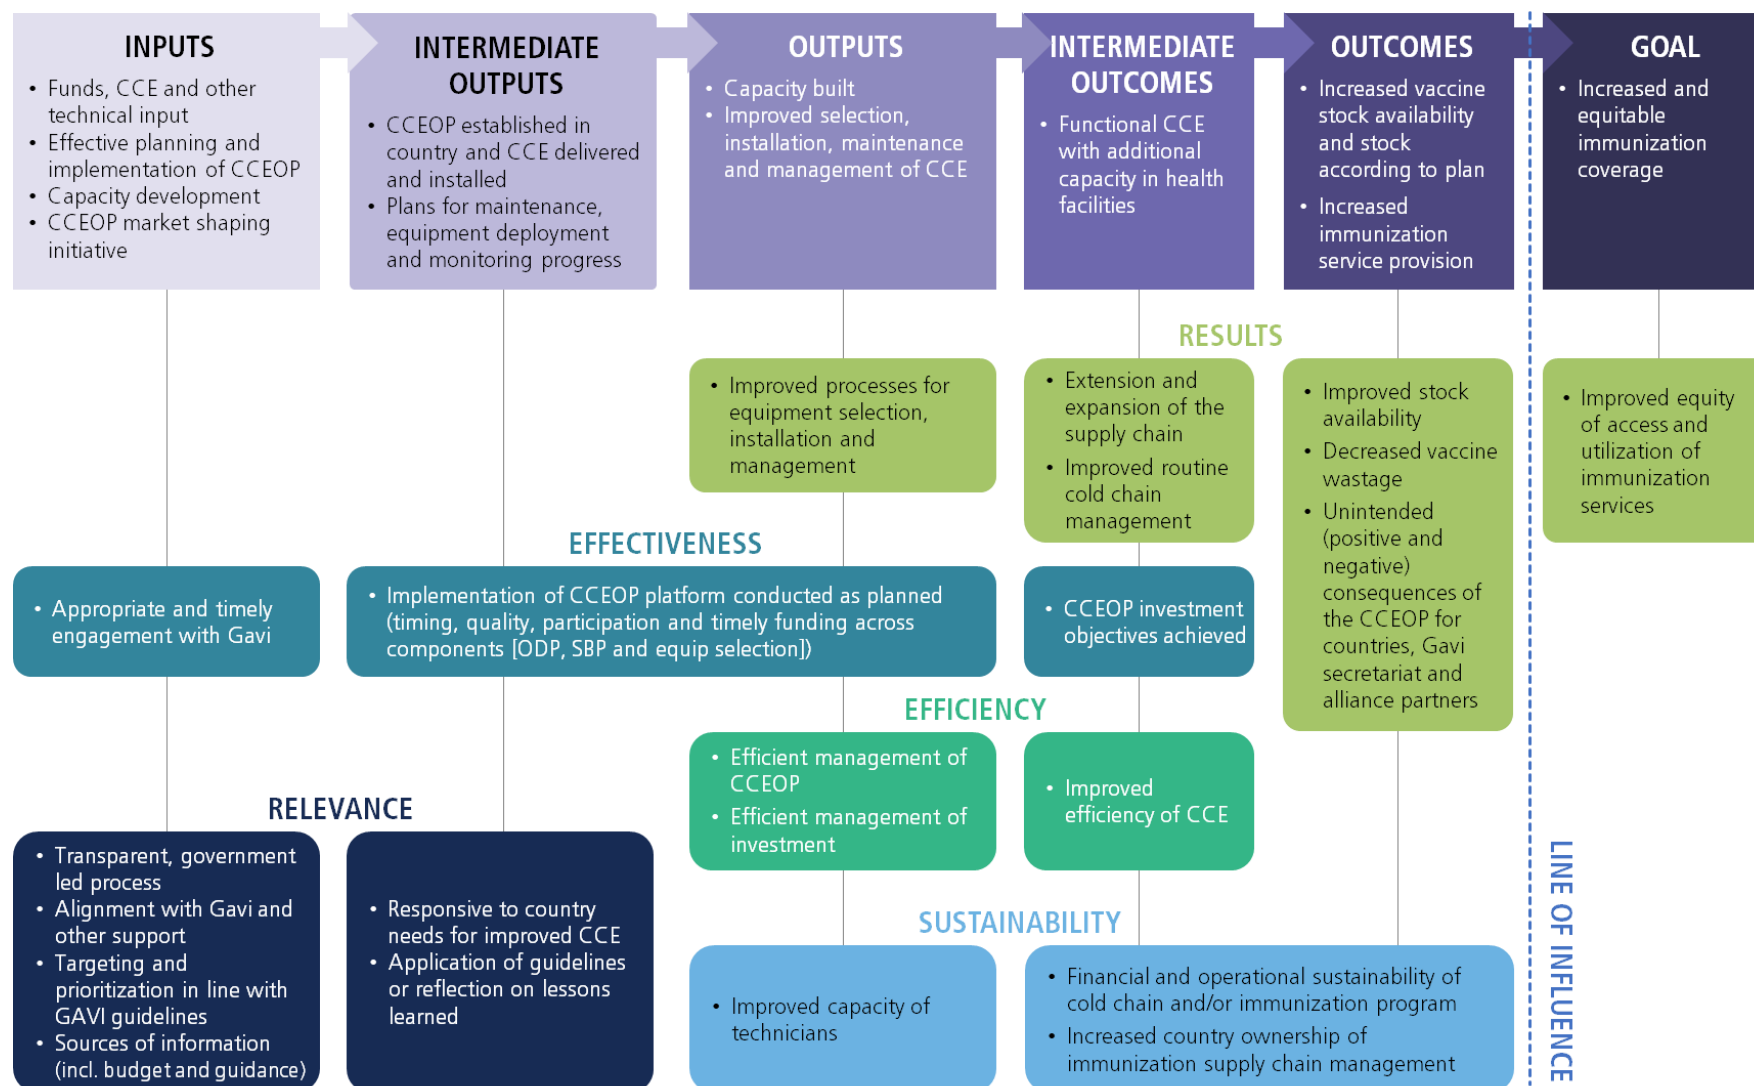 INPUTS
• Funds, CCE and other
technical input
• Effective planning and
implementation of CCEOP
• Capacity development
• CCEOP market shaping
initiative
INTERMEDIATE
OUTPUTS
• CCEOP established in
country and CCE delivered
and installed
• Plans for maintenance,
equipment deployment
and monitoring progress
OUTPUTS
• Capacity built
• Improved selection,
installation, maintenance
and management of CCE
INTERMEDIATE
OUTCOMES
• Functional CCE
with additional
capacity in health
facilities
OUTCOMES
• Increased vaccine
stock availability
and stock
according to plan
• Increased
immunization
service provision
GOAL
• Increased and
equitable
immunization
coverage
RESULTS
• Improved processes for
equipment selection,
installation and
management
• Extension and
expansion of the
supply chain
• Improved routine
cold chain
management
• Improved stock
availability
• Decreased vaccine
wastage
• Unintended
(positive and
negative)
consequences of
the CCEOP for
countries, Gavi
secretariat and
alliance partners
• Improved equity
of access and
utilization of
immunization
services
EFFECTIVENESS
• Appropriate and timely
engagement with Gavi
• Implementation of CCEOP platform conducted as planned
(timing, quality, participation and timely funding across
components [ODP, SBP and equip selection])
• CCEOP investment
objectives achieved
EFFICIENCY
• Efficient management of
CCEOP
• Efficient management of
investment
• Improved
efficiency of CCE
RELEVANCE
• Transparent, government
led process
• Alignment with Gavi and
other support
• Targeting and
prioritization in line with
GAVI guidelines
• Sources of information
(incl. budget and guidance)
• Responsive to country
needs for improved CCE
• Application of guidelines
or reflection on lessons
learned
SUSTAINABILITY
• Improved capacity of
technicians
• Financial and operational sustainability of
cold chain and/or immunization program
• Increased country ownership of
immunization supply chain management
LINE OF INFLUENCE